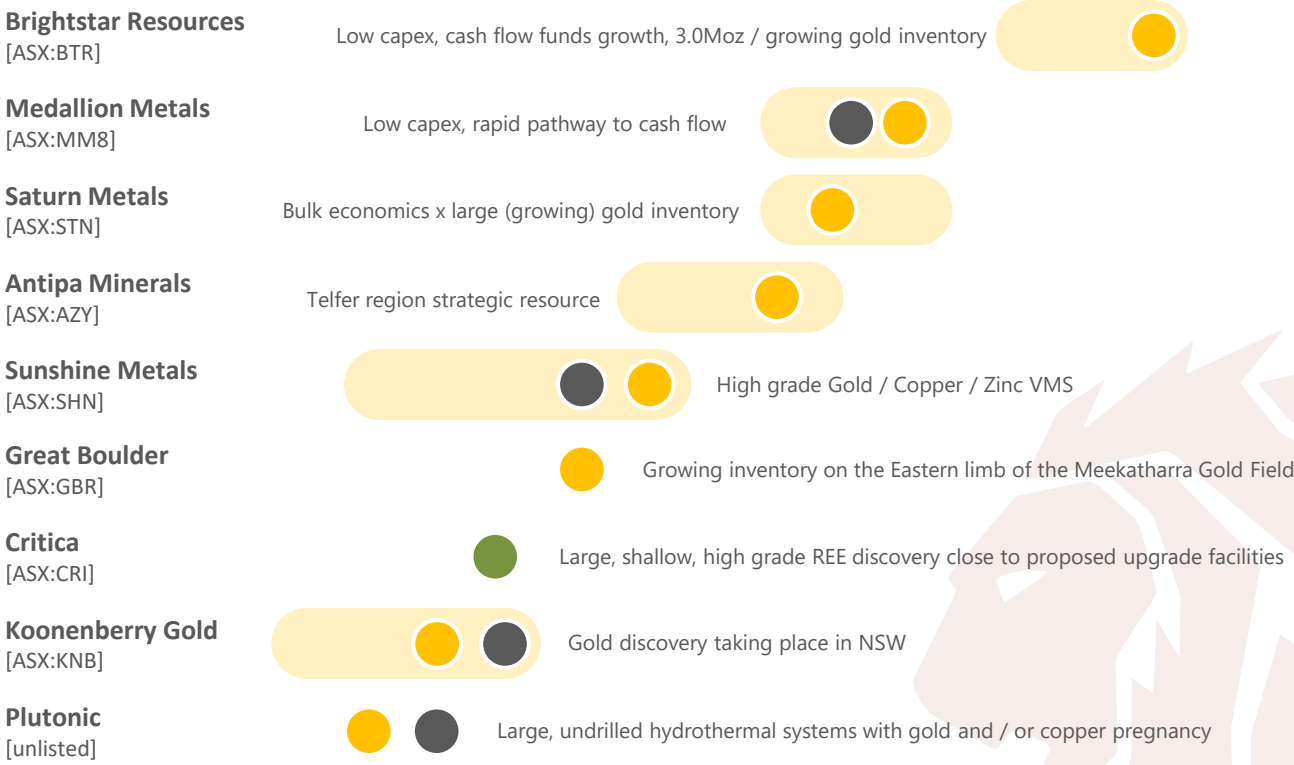 Brightstar Resources
[ASX:BTR]
Low capex, cash flow funds growth, 3.0Moz / growing gold inventory
Medallion Metals
[ASX:MM8]
Low capex, rapid pathway to cash flow
Saturn Metals
[ASX:STN]
Bulk economics x large (growing) gold inventory
Antipa Minerals
[ASX:AZY]
Telfer region strategic resource
Sunshine Metals
[ASX:SHN]
High grade Gold / Copper / Zinc VMS
Great Boulder
[ASX:GBR]
Growing inventory on the Eastern limb of the Meekatharra Gold Field
Critica
[ASX:CRI]
Large, shallow, high grade REE discovery close to proposed upgrade facilities
Koonenberry Gold
[ASX:KNB]
Gold discovery taking place in NSW
Plutonic
[unlisted]
Large, undrilled hydrothermal systems with gold and / or copper pregnancy